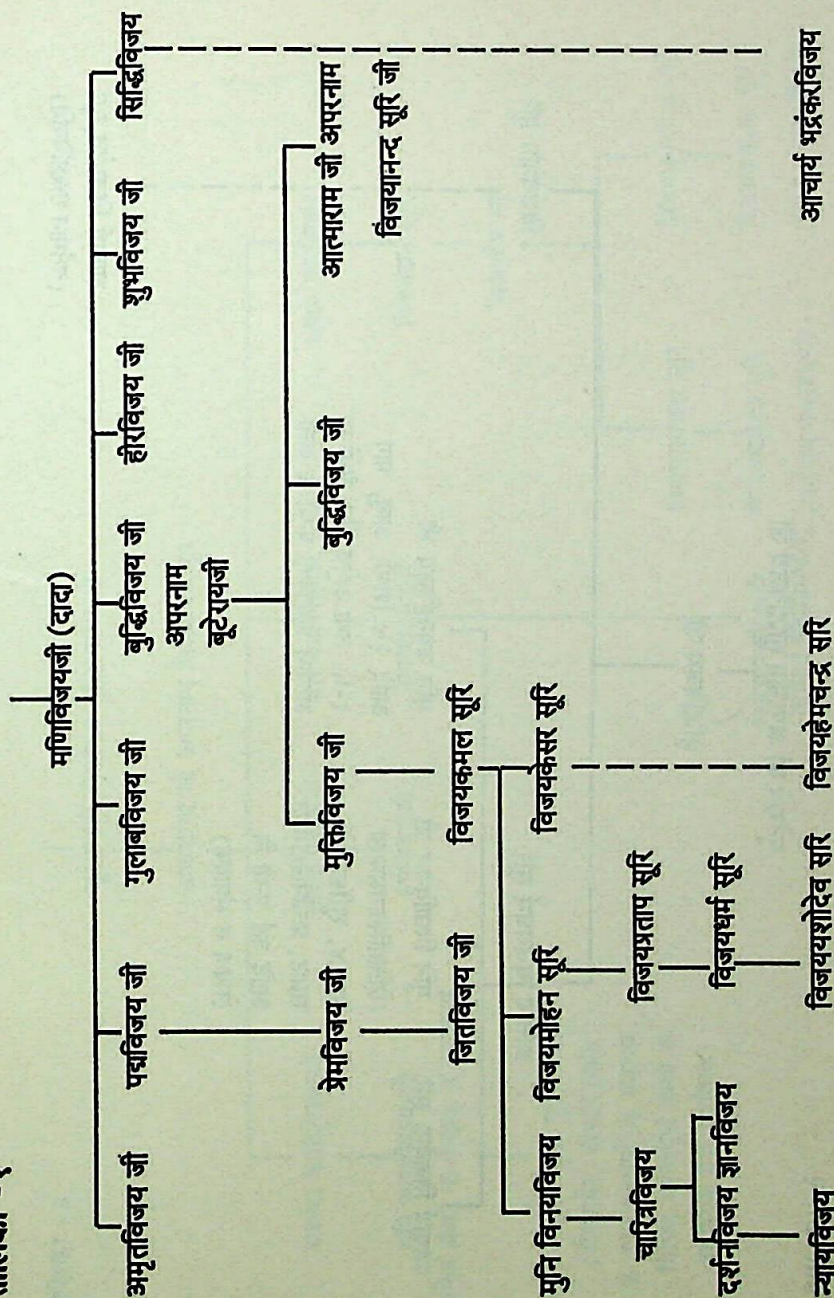 तालिका -१
मणिविजयजी (दादा)
अमृतविजय जी
पद्मविजय जी
गुलाबविजय जी
बुद्धिविजय जी
अपरनाम
बूटेरायजी
हीरविजय जी
शुभविजय जी
सिद्धिविजय
प्रेमविजय जी
मुक्तिविजय जी
बुद्धिविजय जी
आत्माराम जी अपरनाम
विजयानन्द सूरि जी
जितविजय जी
विजयकमल सूरि
मुनि विनयविजय
विजयमोहन सूरि
विजयकेसर सूरि
चारित्रविजय
विजयप्रताप सूरि
दर्शनविजय ज्ञानविजय
विजयधर्म सूरि
न्यायविजय
विजययशोदेव सूरि
विजयहेमचन्द्र सूरि
आचार्य भद्रंकरविजय